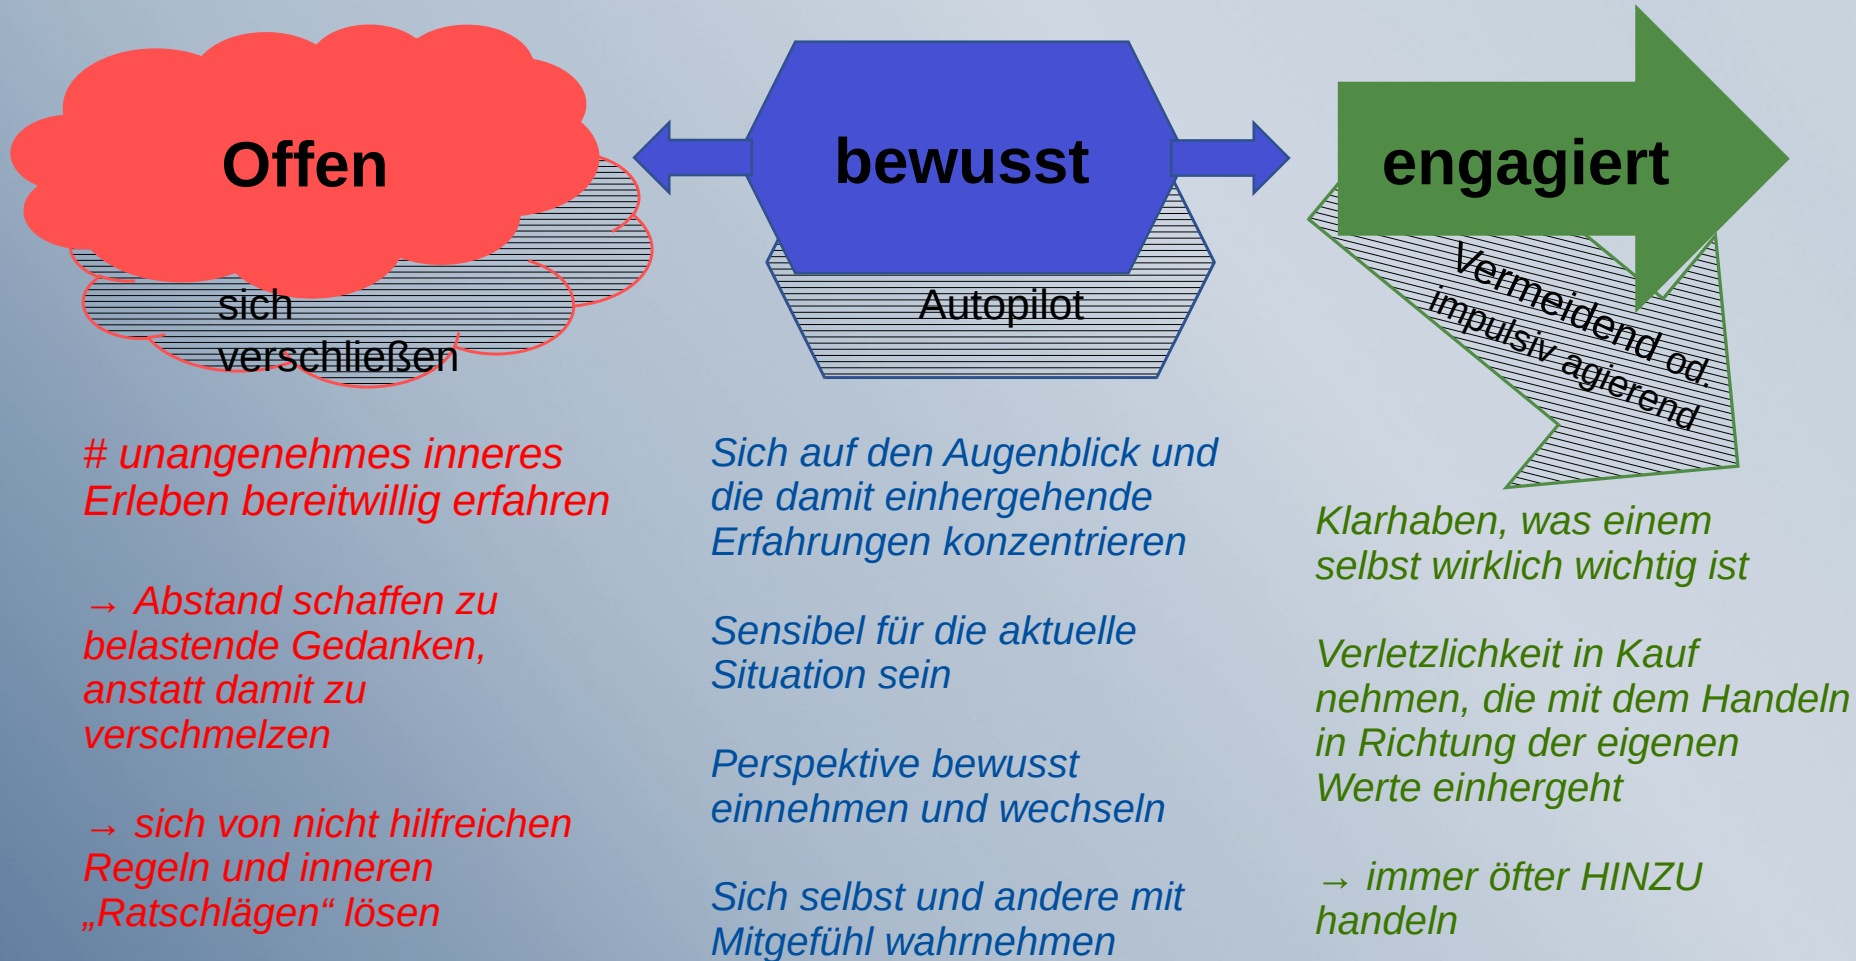 Offen
sich
verschließen
# unangenehmes inneres
Erleben bereitwillig erfahren
→ Abstand schaffen zu
belastende Gedanken,
anstatt damit zu
verschmelzen
→ sich von nicht hilfreichen
Regeln und inneren
„Ratschlägen“ lösen
bewusst
Autopilot
Sich auf den Augenblick und
die damit einhergehende
Erfahrungen konzentrieren
Sensibel für die aktuelle
Situation sein
Perspektive bewusst
einnehmen und wechseln
Sich selbst und andere mit
Mitgefühl wahrnehmen
engagiert
Vermeidend od.
impulsiv agierend
Klarhaben, was einem
selbst wirklich wichtig ist
Verletzlichkeit in Kauf
nehmen, die mit dem Handeln
in Richtung der eigenen
Werte einhergeht
→ immer öfter HINZU
handeln